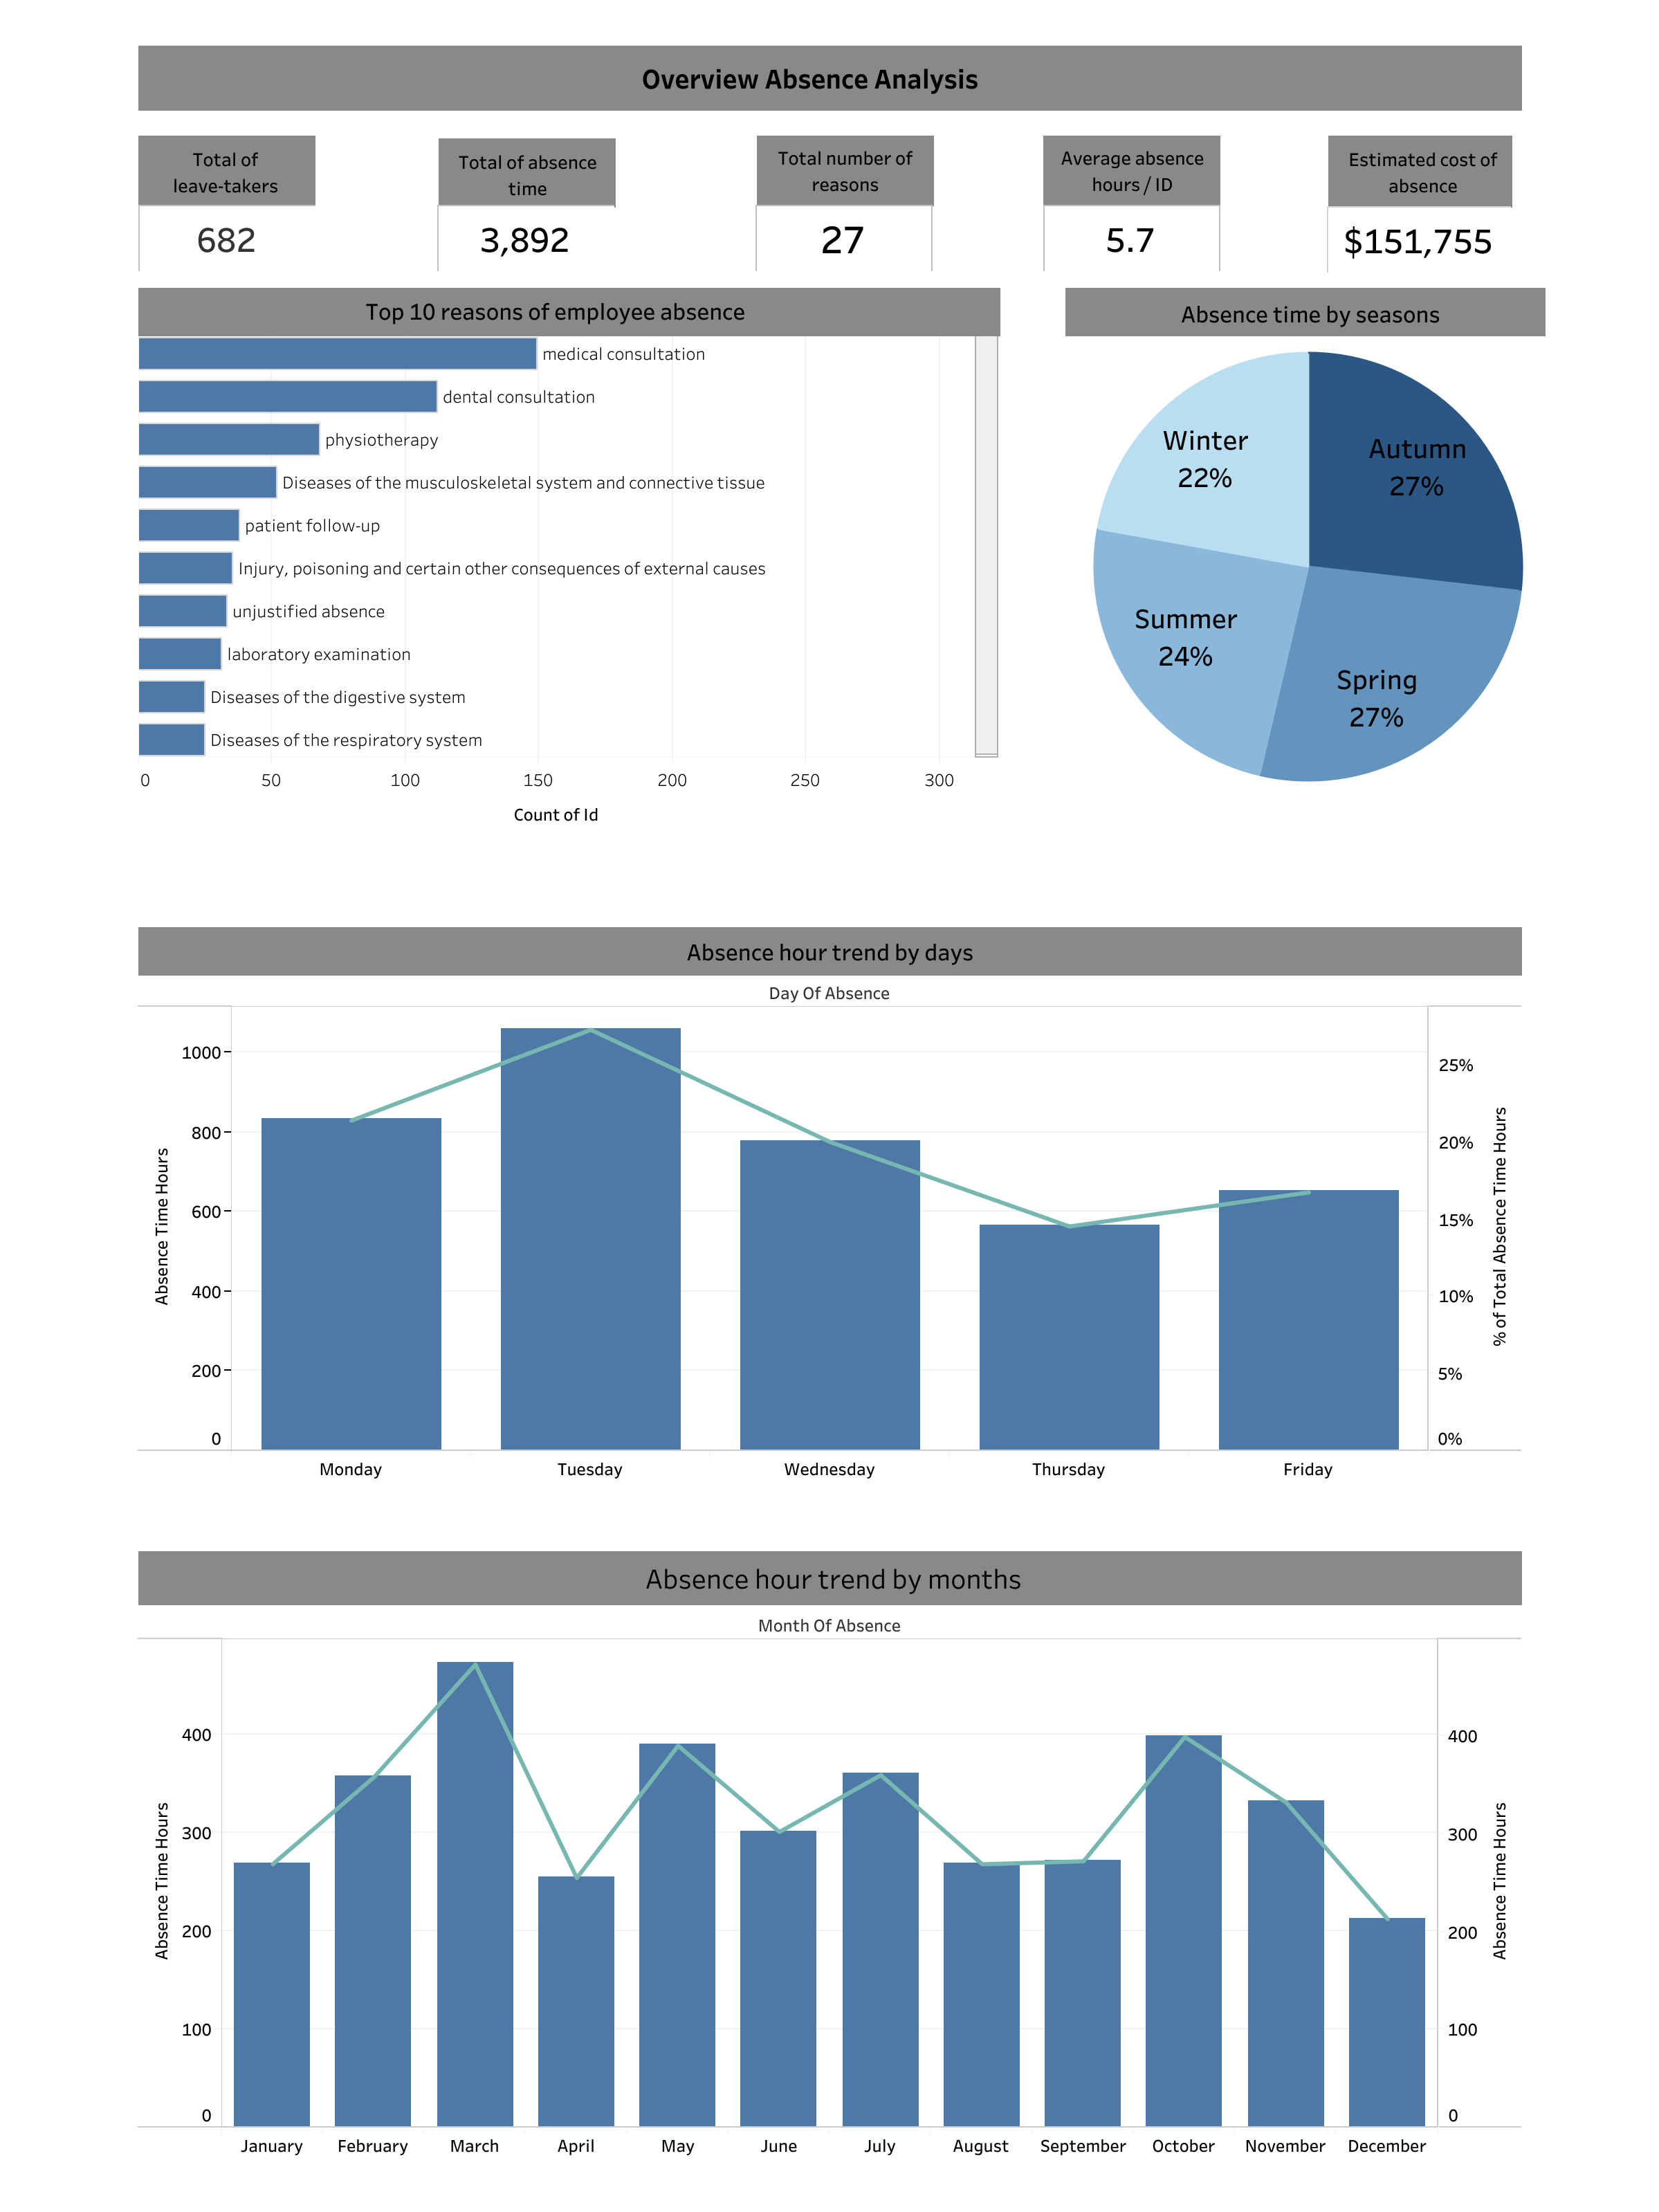 Overview Absence Analysis
Total of
leave-takers
682
Total of absence
time
3,892
Total number of
reasons
27
Average absence
hours / ID
5.7
Estimated cost of
absence
$151,755
Top 10 reasons of employee absence
medical consultation
dental consultation
physiotherapy
Diseases of the musculoskeletal system and connective tissue
patient follow-up
Injury, poisoning and certain other consequences of external causes
unjustified absence
laboratory examination
Diseases of the digestive system
Diseases of the respiratory system
0 50 100 150 200 250 300
Count of Id
Absence time by seasons
Winter
22%
Autumn
27%
Summer
24%
Spring
27%
Absence hour trend by days
Day Of Absence
Absence Time Hours
1000
800
600
400
200
0
25%
20%
15%
10%
5%
0%
% of Total Absence Time Hours
Monday Tuesday Wednesday Thursday Friday
Absence hour trend by months
Month Of Absence
Absence Time Hours
400
300
200
100
0
400
300
200
100
0
Absence Time Hours
January February March April May June July August September October November December